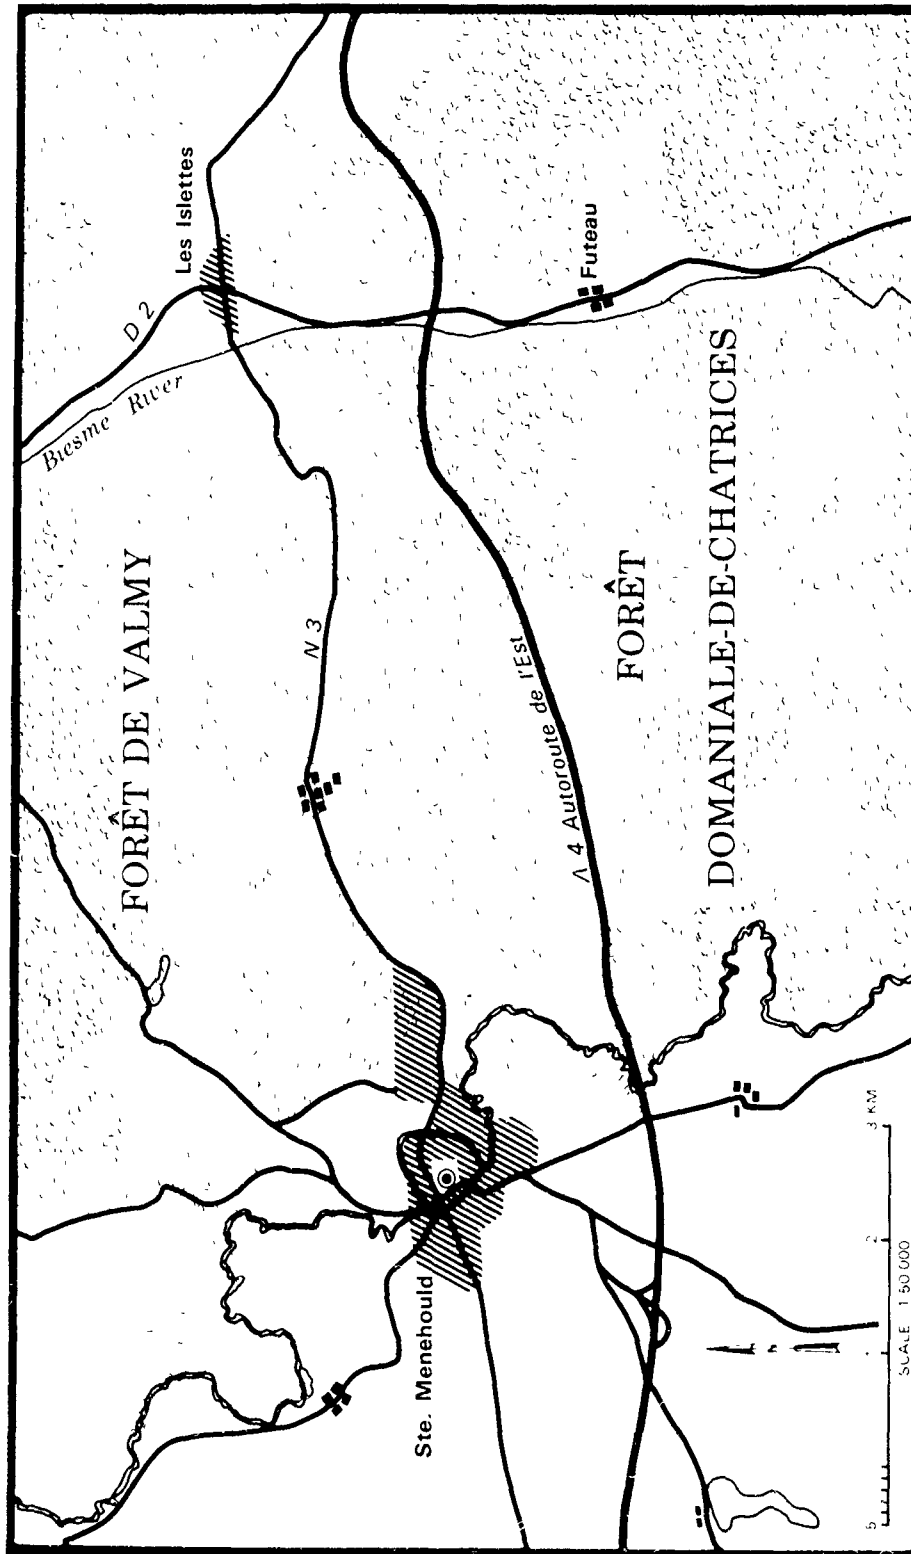 Les Islettes
D 2
Biesme River
FORÊT DE VALMY
N 3
Futeau
A 4 Autoroute de l'Est
FORÊT
DOMANIALE-DE-CHATRICES
Ste. Menehould
5 1 2 3 KM
SCALE 1 50 000